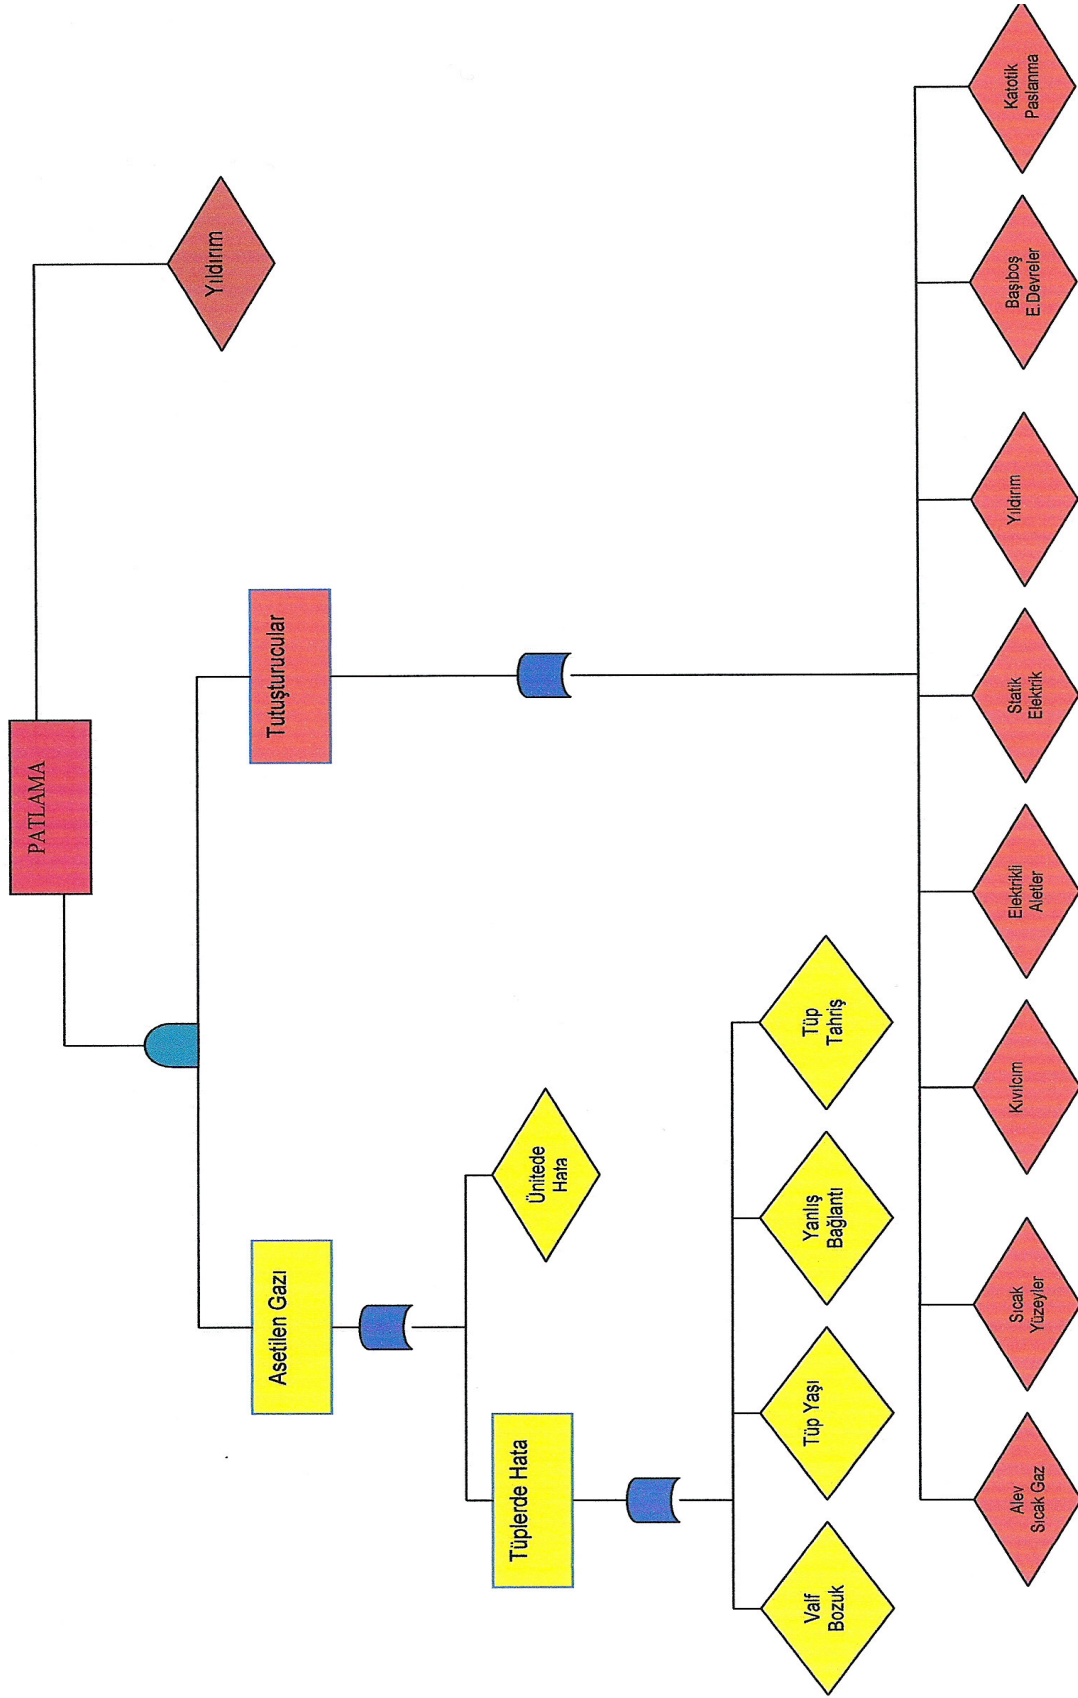 PATLAMA
Yıldırım
Asetilen Gazı
Tutuşturucular
Tüplerde Hata
Ünitede
Hata
Valf
Bozuk
Tüp Yaşı
Yanlış
Bağlantı
Tüp
Tahriş
Alev
Sıcak Gaz
Sıcak
Yüzeyler
Kıvılcım
Elektrikli
Aletler
Statik
Elektrik
Yıldırım
Başıboş
E.Devreler
Katotik
Paslanma